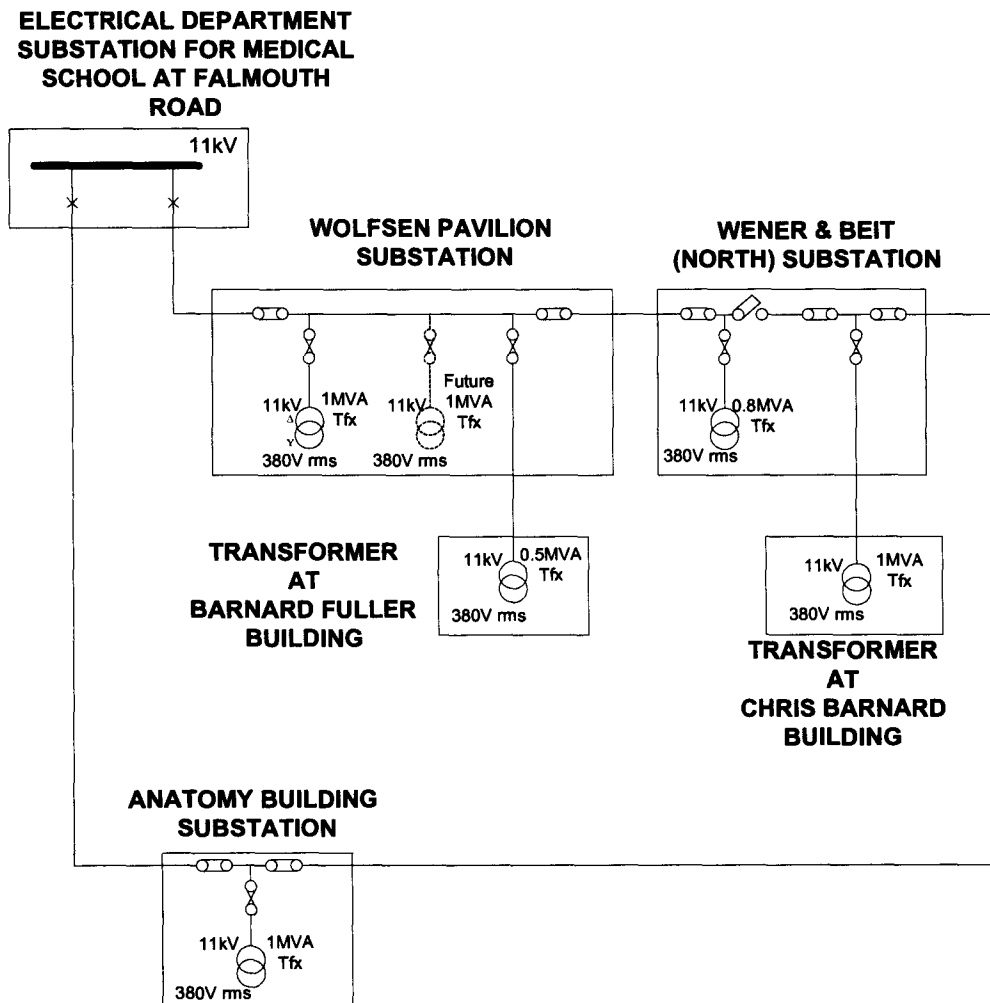 ELECTRICAL DEPARTMENT
SUBSTATION FOR MEDICAL
SCHOOL AT FALMOUTH
ROAD
11kV
WOLFSEN PAVILION
SUBSTATION
WENER & BEIT
(NORTH) SUBSTATION
11kV
Δ
Y
1MVA
Tfx
380V rms
Future
11kV
1MVA
Tfx
380V rms
11kV
0.8MVA
Tfx
380V rms
TRANSFORMER
AT
BARNARD FULLER
BUILDING
11kV
0.5MVA
Tfx
380V rms
11kV
1MVA
Tfx
380V rms
TRANSFORMER
AT
CHRIS BARNARD
BUILDING
ANATOMY BUILDING
SUBSTATION
11kV
1MVA
Tfx
380V rms